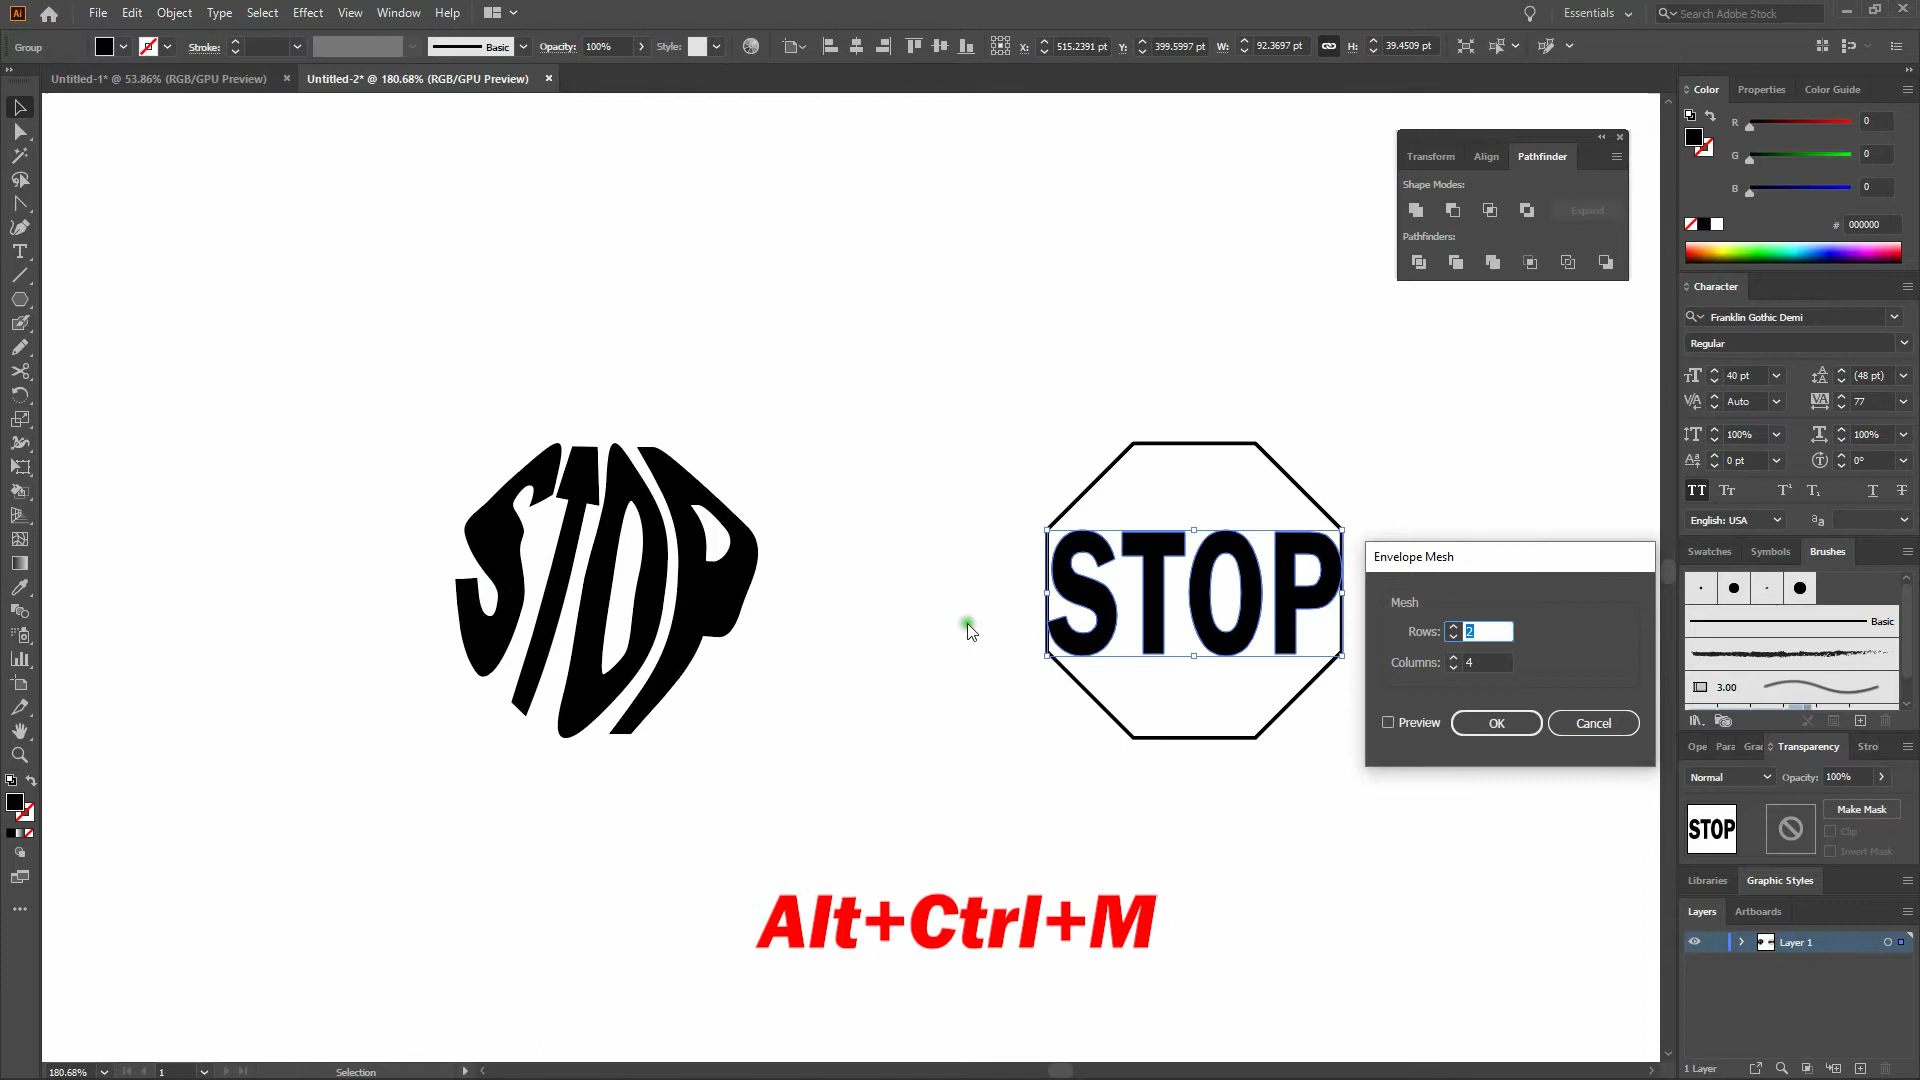 Ai File Edit Object Type Select Effect View Window Help Essentials Search Adobe Stock
Group Stroke: Basic Opacity: 100% Style: X: 515.2391 pt Y: 399.5997 pt W: 92.3697 pt H: 39.4509 pt
Untitled-1* @ 53.86% (RGB/GPU Preview) × Untitled-2* @ 180.68% (RGB/GPU Preview) ×
Color Properties Color Guide
R 0
G 0
B 0
# 000000
Transform Align Pathfinder
Shape Modes:
Expand
Pathfinders:
Character
Franklin Gothic Demi
Regular
40 pt (48 pt)
Auto 77
100% 100%
0 pt 0°
English: USA
STOP
STOP
Envelope Mesh
Mesh
Rows: 2
Columns: 4
Preview OK Cancel
Swatches Symbols Brushes
Basic
3.00
Ope Para Grac Transparency Stro
Normal Opacity: 100%
STOP
Make Mask
Clip
Invert Mask
Libraries Graphic Styles
Layers Artboards
Layer 1
Alt+Ctrl+M
180.68% 1 Selection
1 Layer